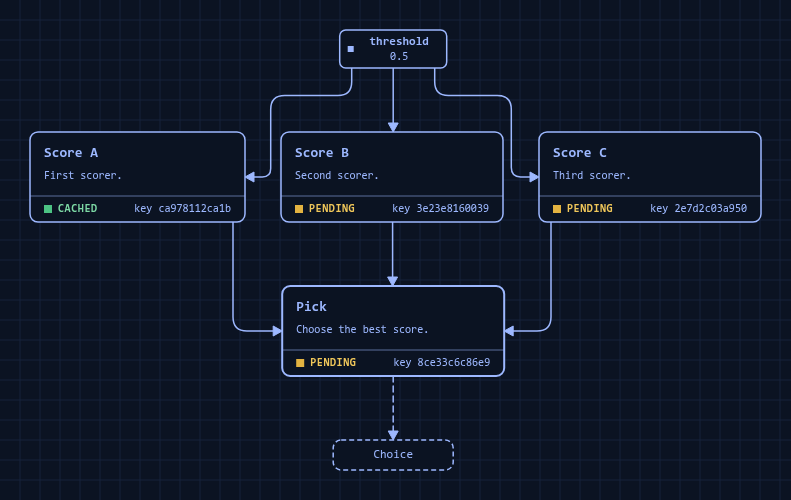 threshold
0.5
Score A
First scorer.
CACHED key ca978112ca1b
Score B
Second scorer.
PENDING key 3e23e8160039
Score C
Third scorer.
PENDING key 2e7d2c03a950
Pick
Choose the best score.
PENDING key 8ce33c6c86e9
Choice